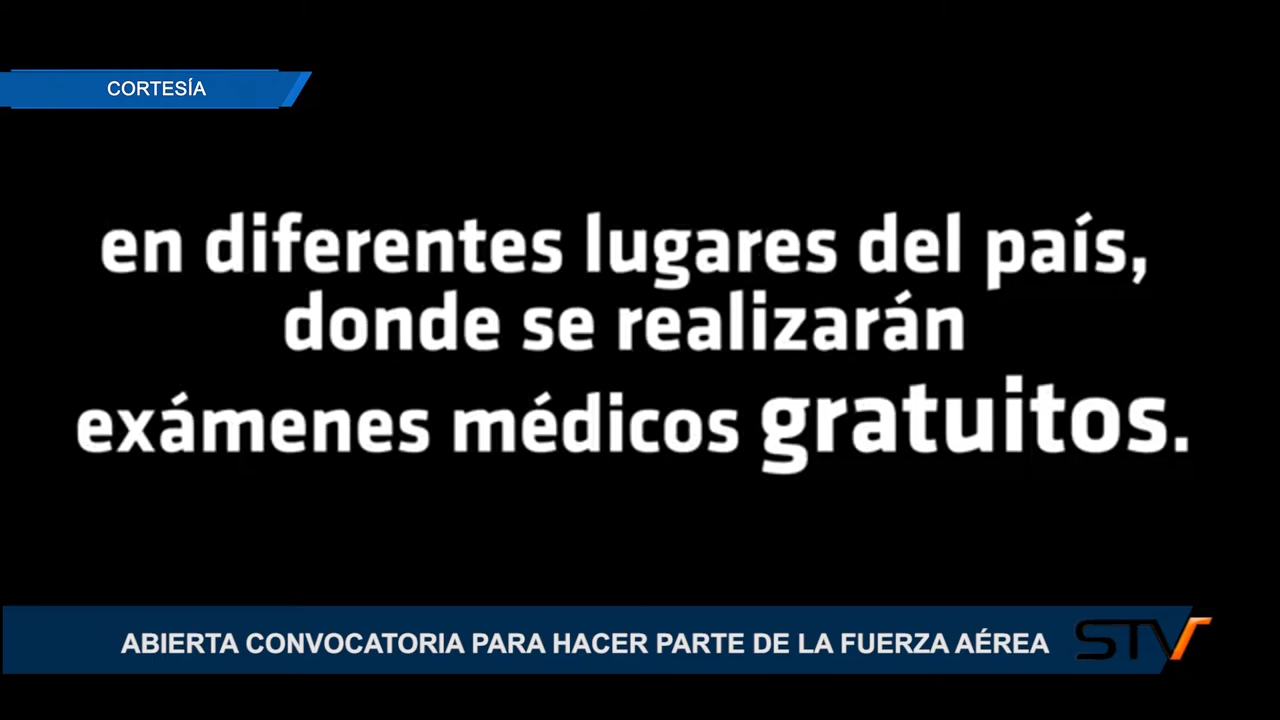 CORTESÍA
en diferentes lugares del país,
donde se realizarán
exámenes médicos gratuitos.
ABIERTA CONVOCATORIA PARA HACER PARTE DE LA FUERZA AÉREA
STV